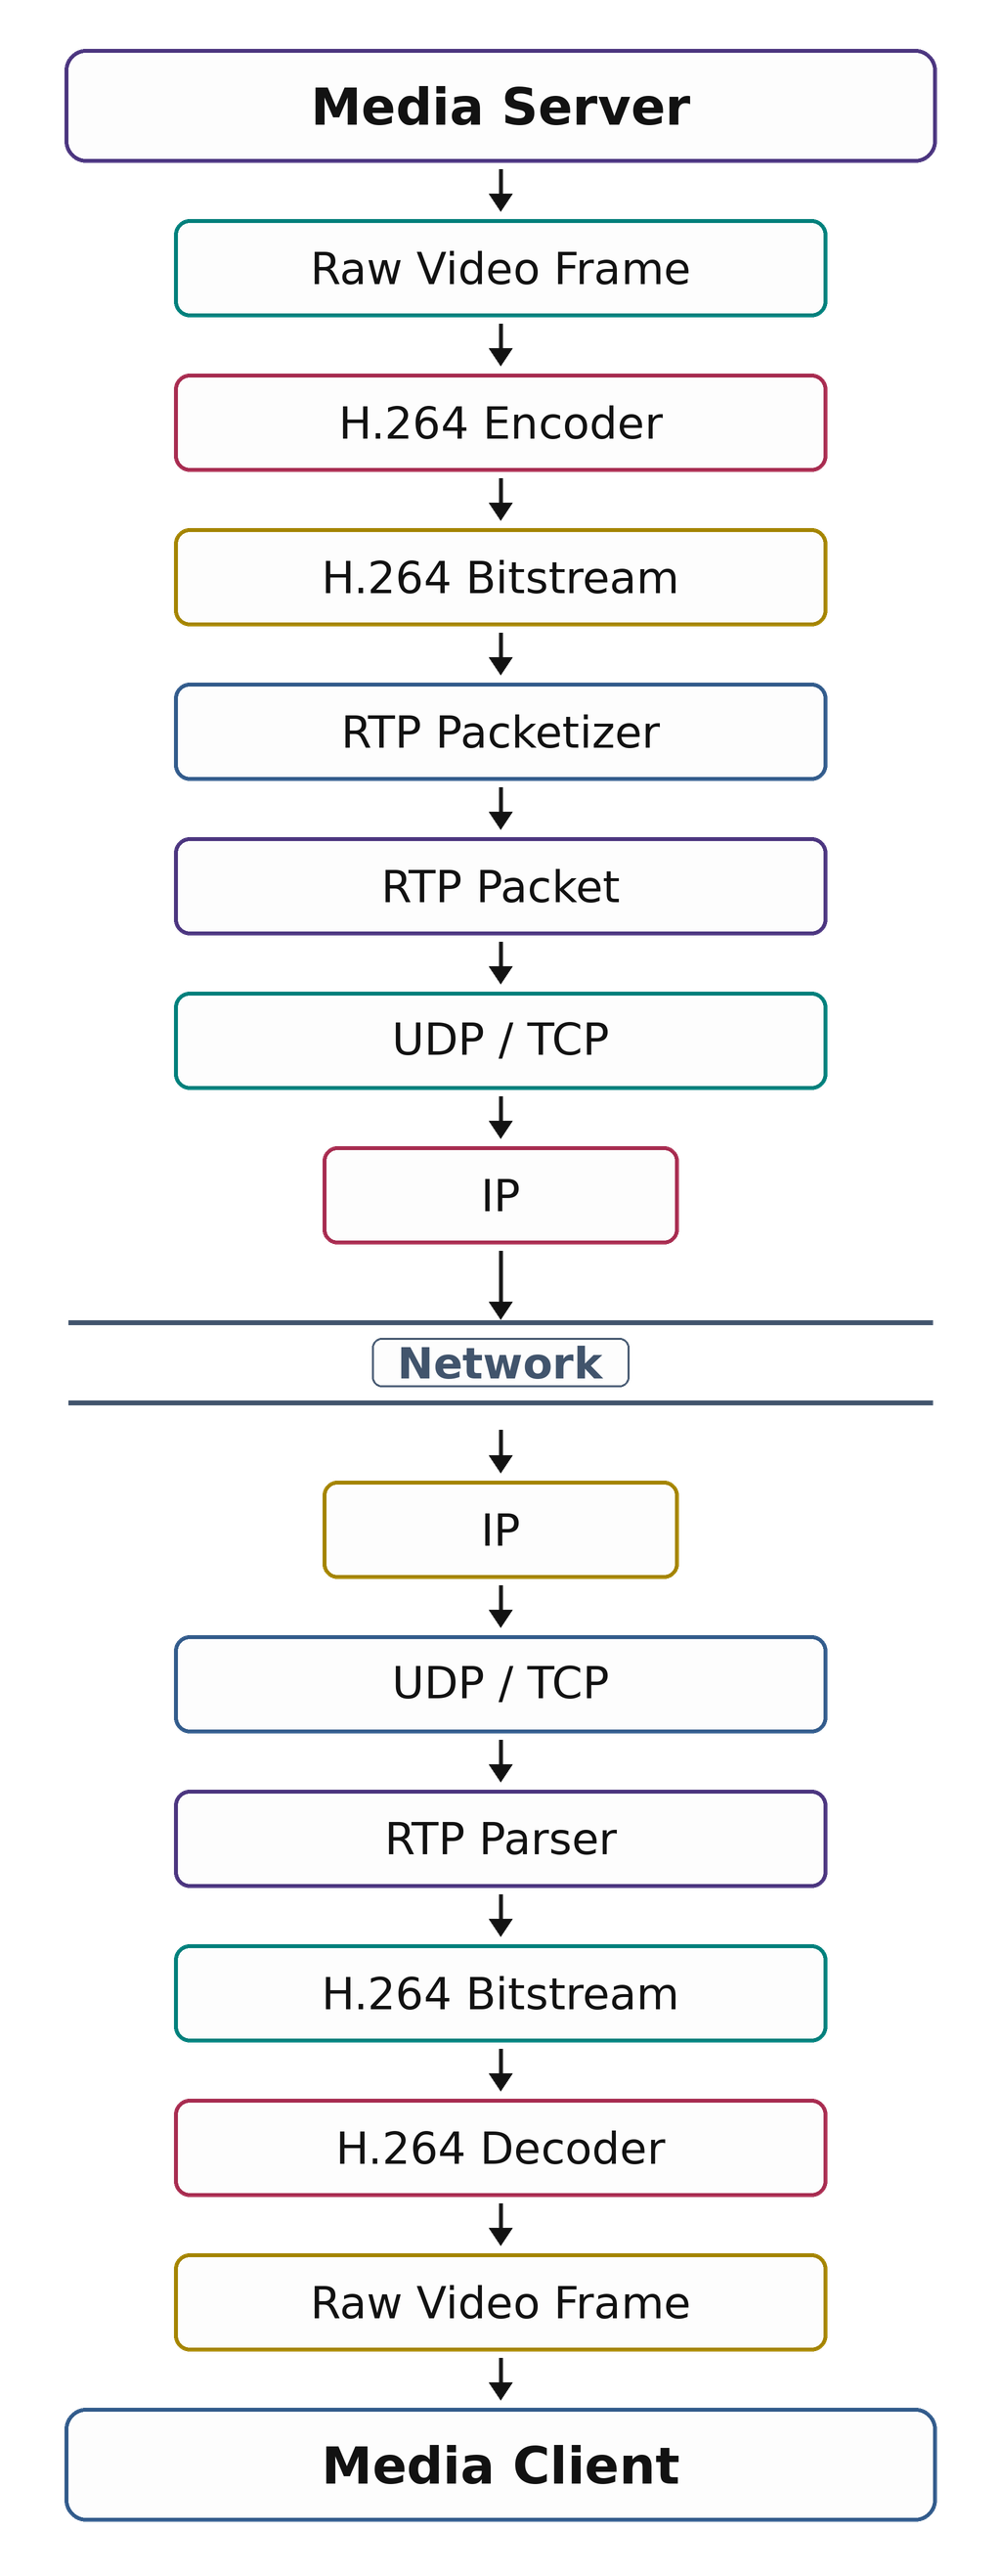 Media Server
Raw Video Frame
H.264 Encoder
H.264 Bitstream
RTP Packetizer
RTP Packet
UDP / TCP
IP
Network
IP
UDP / TCP
RTP Parser
H.264 Bitstream
H.264 Decoder
Raw Video Frame
Media Client